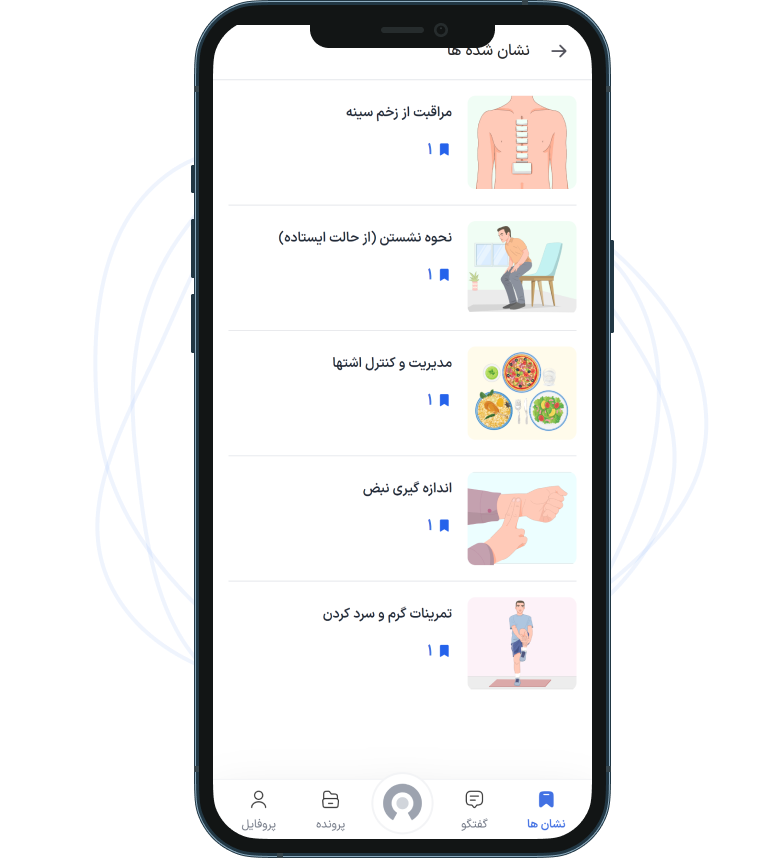 نشان شده ها
مراقبت از زخم سینه
۱
نحوه نشستن (از حالت ایستاده)
۱
مدیریت و کنترل اشتها
۱
اندازه گیری نبض
۱
تمرینات گرم و سرد کردن
۱
نشان ها
گفتگو
پرونده
پروفایل